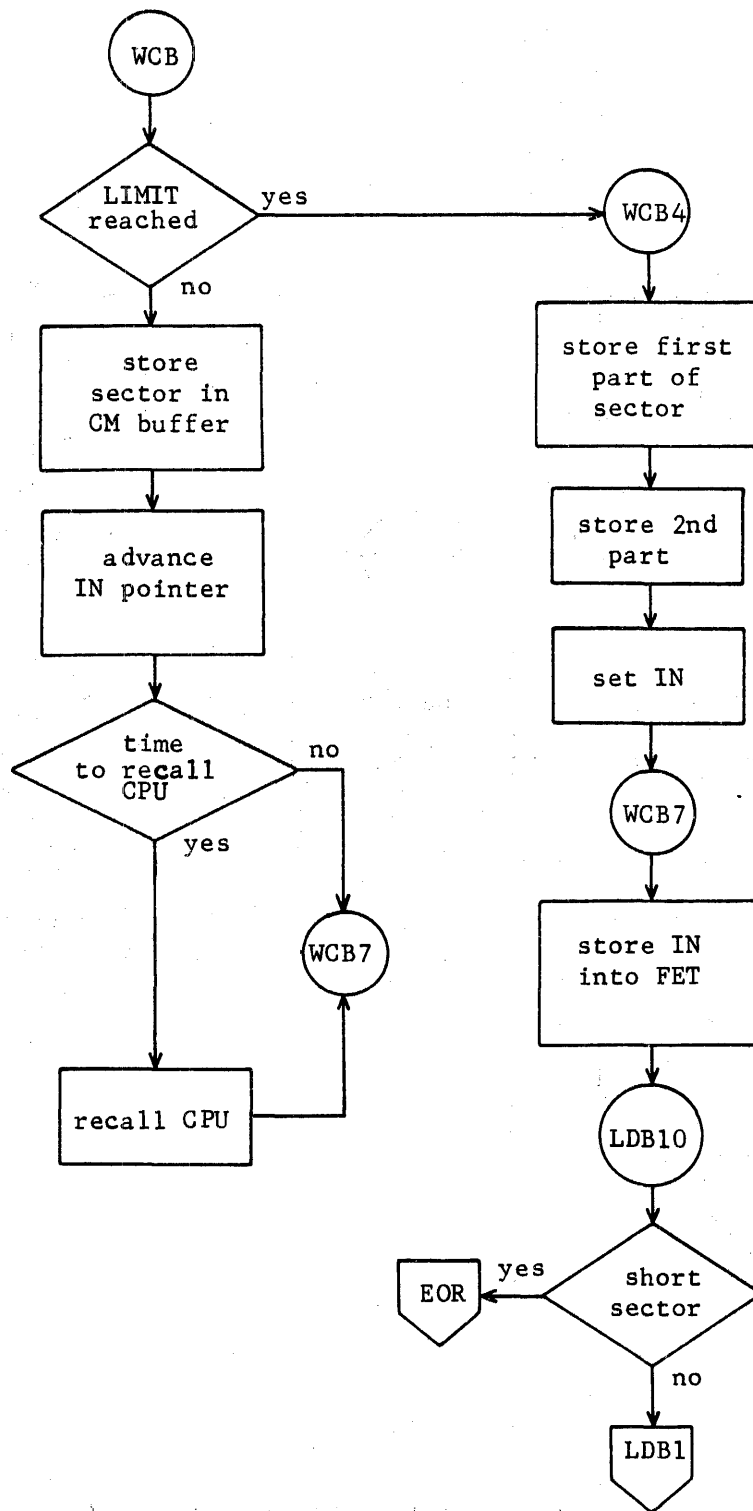 WCB
LIMIT
reached
yes
no
store
sector in
CM buffer
advance
IN pointer
time
to recall
CPU
no
yes
WCB7
recall CPU
WCB4
store first
part of
sector
store 2nd
part
set IN
WCB7
store IN
into FET
LDB10
short
sector
yes
EOR
no
LDB1